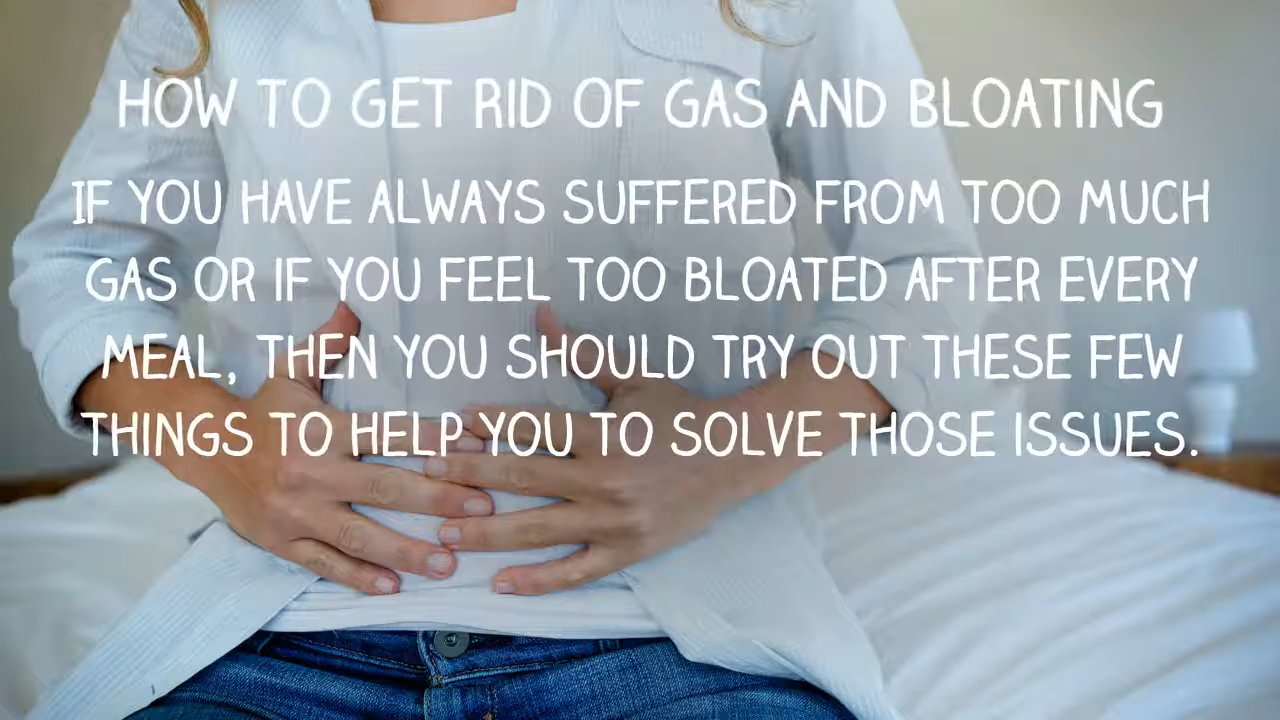 HOW TO GET RID OF GAS AND BLOATING
IF YOU HAVE ALWAYS SUFFERED FROM TOO MUCH
GAS OR IF YOU FEEL TOO BLOATED AFTER EVERY
MEAL, THEN YOU SHOULD TRY OUT THESE FEW
THINGS TO HELP YOU TO SOLVE THOSE ISSUES.